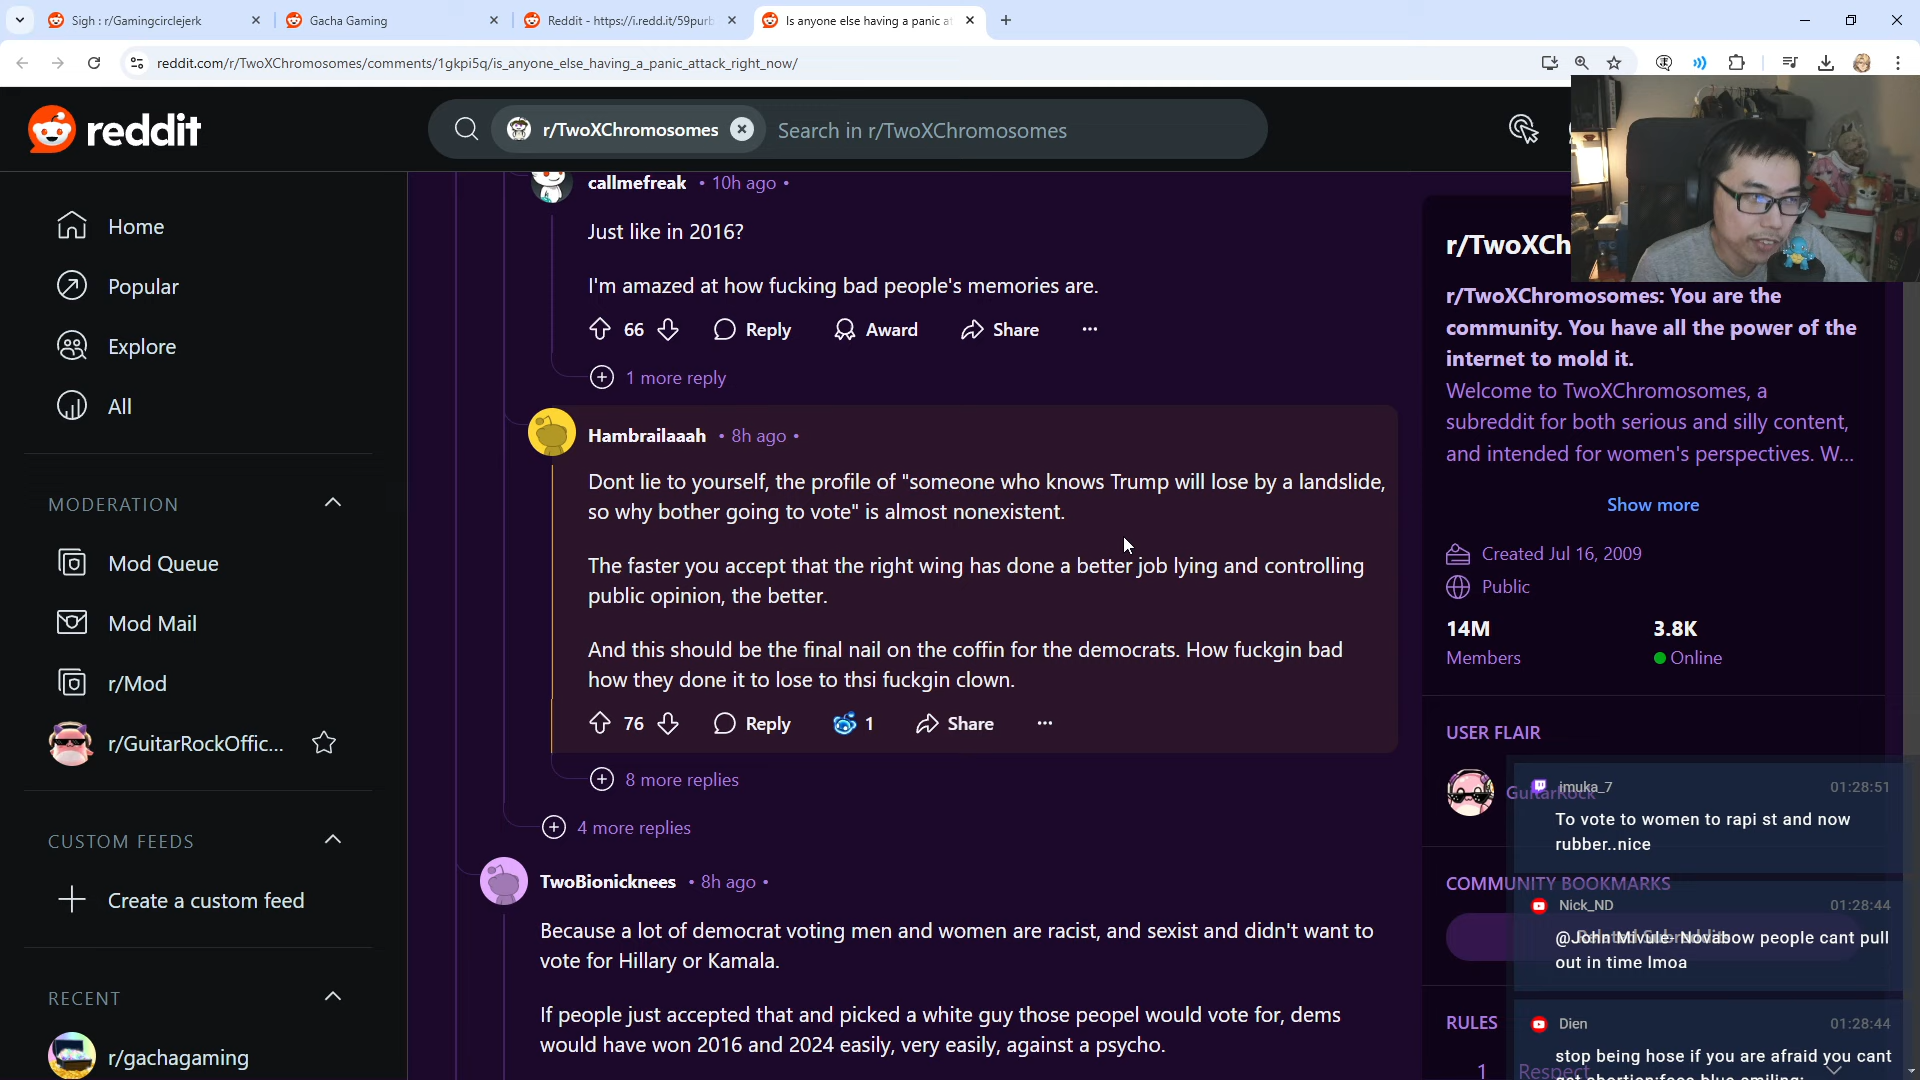 Sigh : r/Gamingcirclejerk
Gacha Gaming
Reddit - https://i.redd.it/59purb
Is anyone else having a panic at
reddit.com/r/TwoXChromosomes/comments/1gkpi5q/is_anyone_else_having_a_panic_attack_right_now/
reddit
r/TwoXChromosomes
Search in r/TwoXChromosomes
Home
Popular
Explore
All
MODERATION
Mod Queue
Mod Mail
r/Mod
r/GuitarRockOffic...
CUSTOM FEEDS
Create a custom feed
RECENT
r/gachagaming
callmefreak • 10h ago •
Just like in 2016?
I'm amazed at how fucking bad people's memories are.
66 Reply Award Share
1 more reply
Hambrailaaah • 8h ago •
Dont lie to yourself, the profile of "someone who knows Trump will lose by a landslide,
so why bother going to vote" is almost nonexistent.
The faster you accept that the right wing has done a better job lying and controlling
public opinion, the better.
And this should be the final nail on the coffin for the democrats. How fuckgin bad
how they done it to lose to thsi fuckgin clown.
76 Reply 1 Share
8 more replies
4 more replies
TwoBionicknees • 8h ago •
Because a lot of democrat voting men and women are racist, and sexist and didn't want to
vote for Hillary or Kamala.
If people just accepted that and picked a white guy those peopel would vote for, dems
would have won 2016 and 2024 easily, very easily, against a psycho.
r/TwoXCh
r/TwoXChromosomes: You are the
community. You have all the power of the
internet to mold it.
Welcome to TwoXChromosomes, a
subreddit for both serious and silly content,
and intended for women's perspectives. W...
Show more
Created Jul 16, 2009
Public
14M 3.8K
Members Online
USER FLAIR
GuitarRock
imuka_7 01:28:51
To vote to women to rapi st and now
rubber..nice
COMMUNITY BOOKMARKS
Nick_ND 01:28:44
people cant pull
out in time lmoa
RULES
Dien 01:28:44
stop being hose if you are afraid you cant
1 Respect